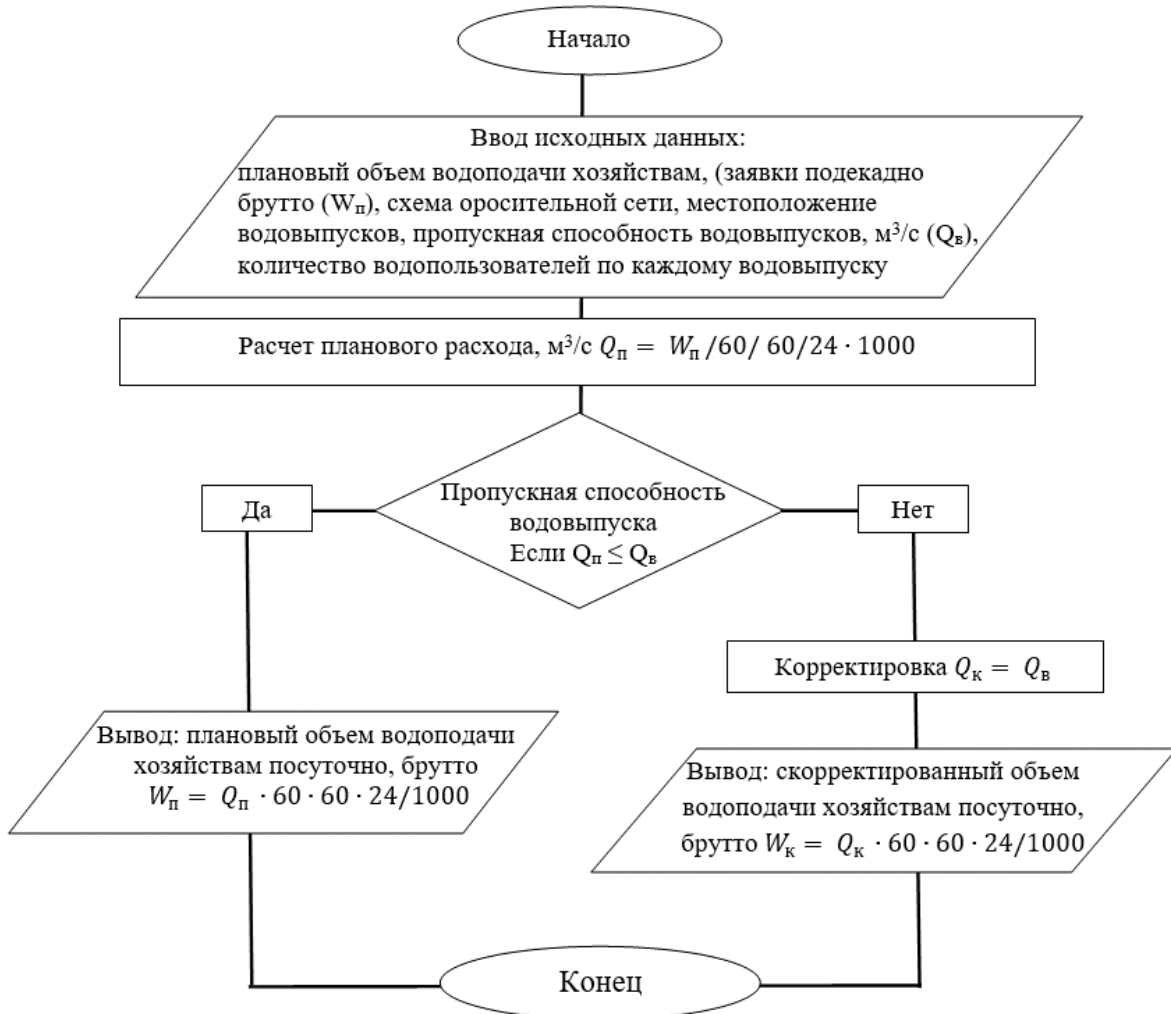 Начало
Ввод исходных данных:
плановый объем водоподачи хозяйствам, (заявки подекадно
брутто (Wп), схема оросительной сети, местоположение
водовыпусков, пропускная способность водовыпусков, м³/с (Qв),
количество водопользователей по каждому водовыпуску
Расчет планового расхода, м³/с Qп = Wп /60/ 60/24 · 1000
Пропускная способность
водовыпуска
Если Qп ≤ Qв
Да
Нет
Корректировка Qк = Qв
Вывод: плановый объем водоподачи
хозяйствам посуточно, брутто
Wп = Qп · 60 · 60 · 24/1000
Вывод: скорректированный объем
водоподачи хозяйствам посуточно,
брутто Wк = Qк · 60 · 60 · 24/1000
Конец